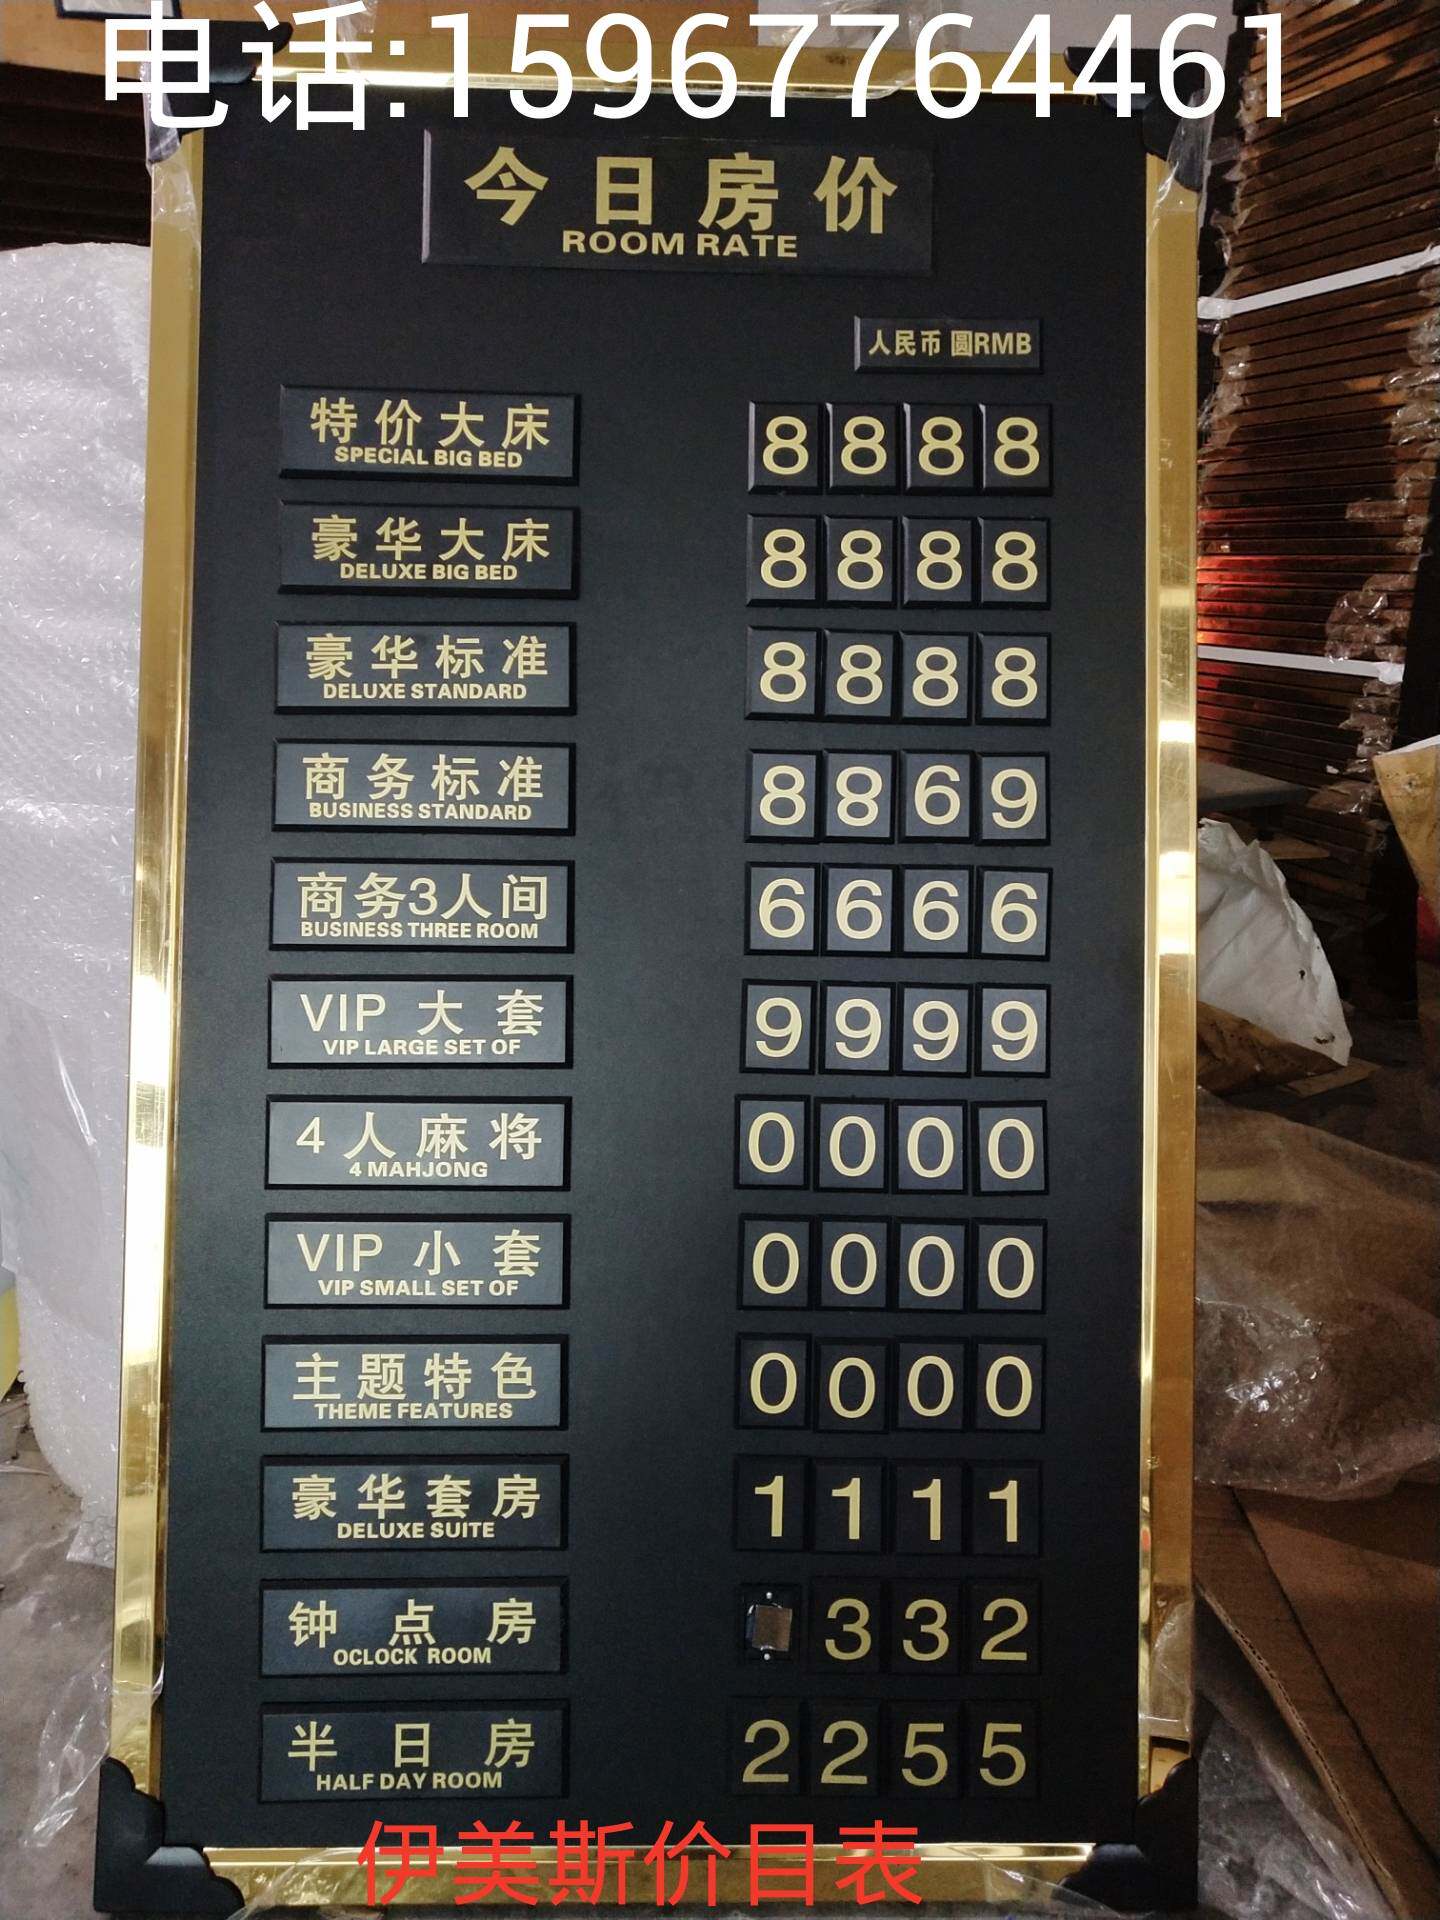 电话:15967764461
今日房价
ROOM RATE
人民币 圆RMB
特价大床 8888
SPECIAL BIG BED
豪华大床 8888
DELUXE BIG BED
豪华标准 8888
DELUXE STANDARD
商务标准 8869
BUSINESS STANDARD
商务3人间 6666
BUSINESS THREE ROOM
VIP 大套 9999
VIP LARGE SET OF
4人麻将 0000
4 MAHJONG
VIP 小套 0000
VIP SMALL SET OF
主题特色 0000
THEME FEATURES
豪华套房 1111
DELUXE SUITE
钟点房 332
OCLOCK ROOM
半日房 2255
HALF DAY ROOM
伊美斯价目表